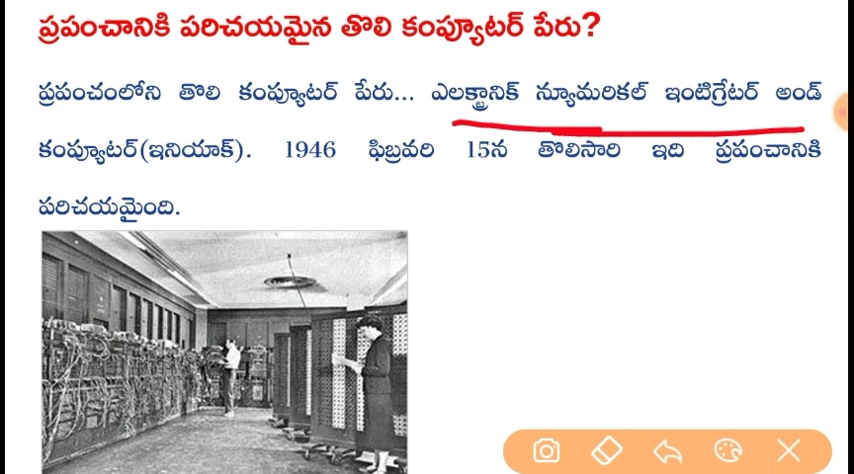 ప్రపంచానికి పరిచయమైన తొలి కంప్యూటర్ పేరు?
ప్రపంచంలోని తొలి కంప్యూటర్ పేరు... ఎలక్ట్రానిక్ న్యూమరికల్ ఇంటిగ్రేటర్ అండ్
కంప్యూటర్(ఇనియాక్). 1946 ఫిబ్రవరి 15న తొలిసారి ఇది ప్రపంచానికి
పరిచయమైంది.